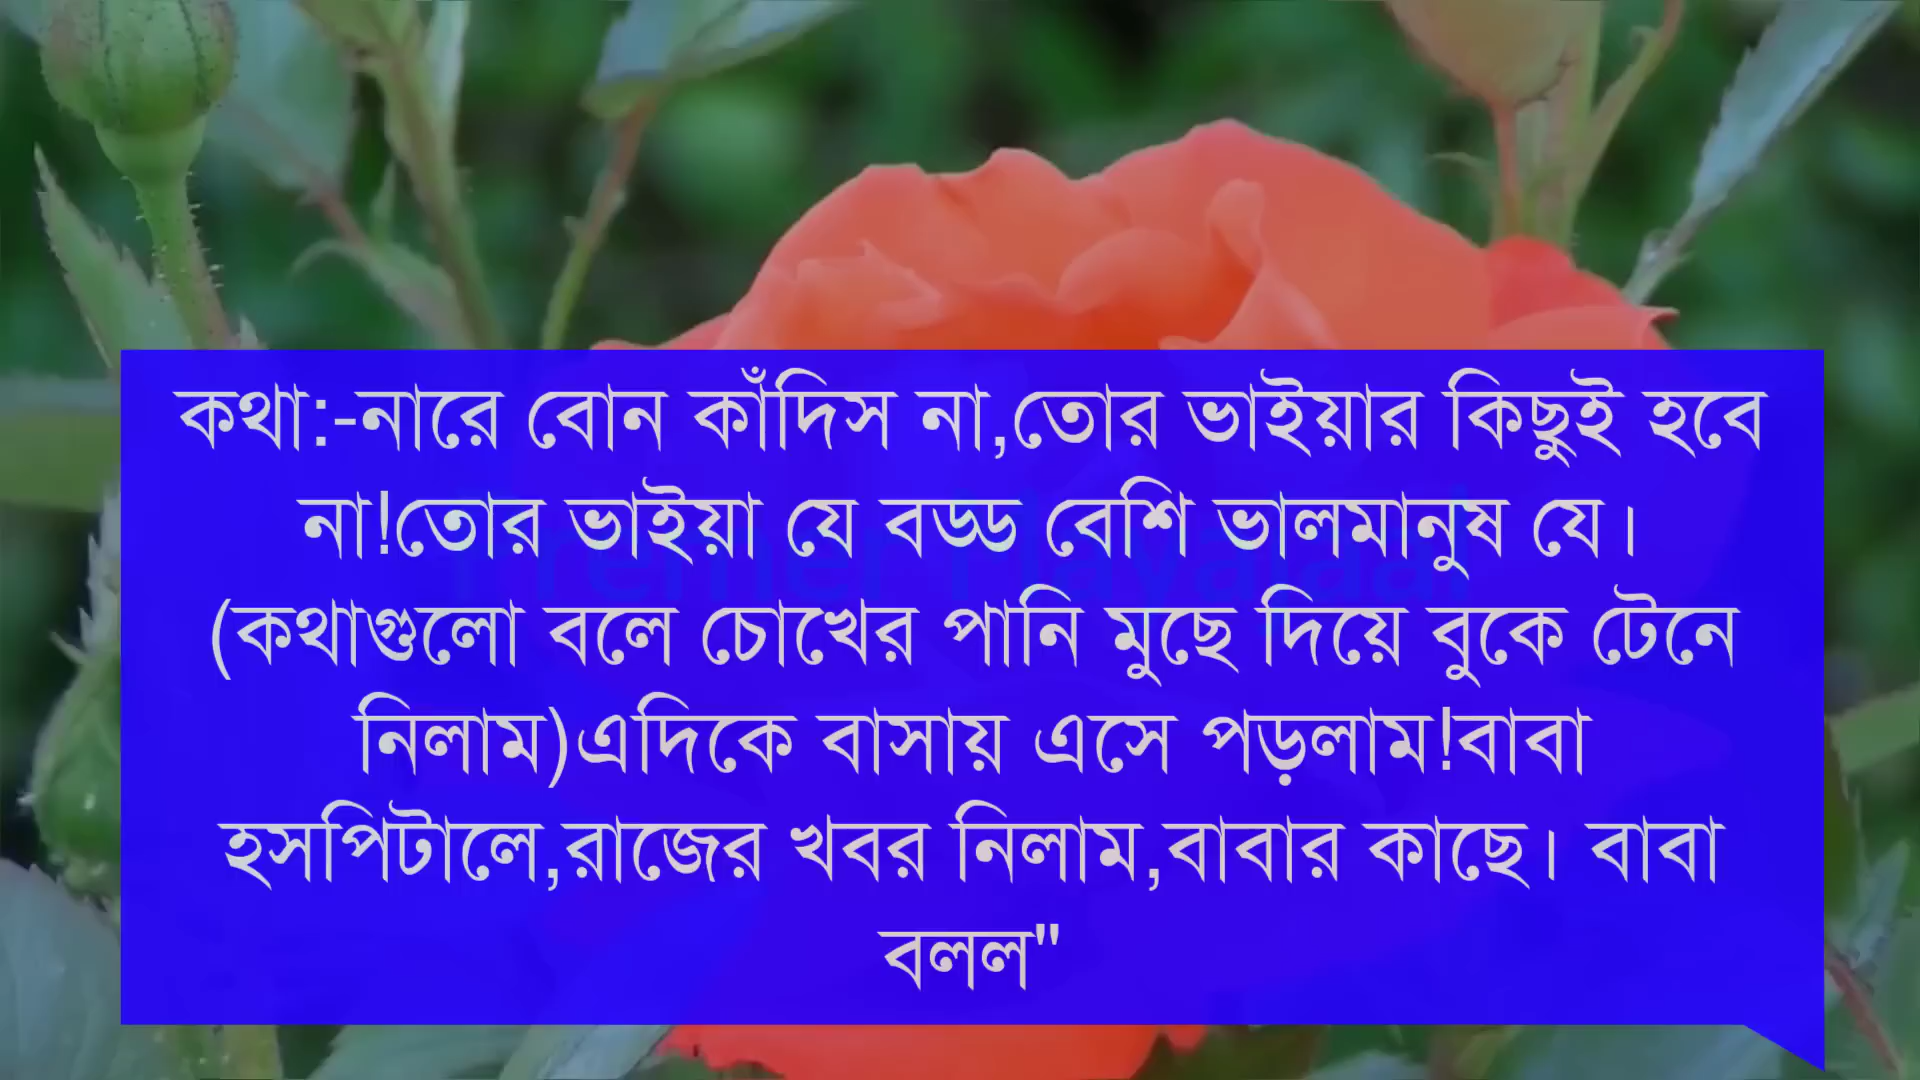 কথা:-নারে বোন কাঁদিস না,তোর ভাইয়ার কিছুই হবে
না!তোর ভাইয়া যে বড্ড বেশি ভালমানুষ যে।
(কথাগুলো বলে চোখের পানি মুছে দিয়ে বুকে টেনে
নিলাম)এদিকে বাসায় এসে পড়লাম!বাবা
হসপিটালে,রাজের খবর নিলাম,বাবার কাছে। বাবা
বলল"